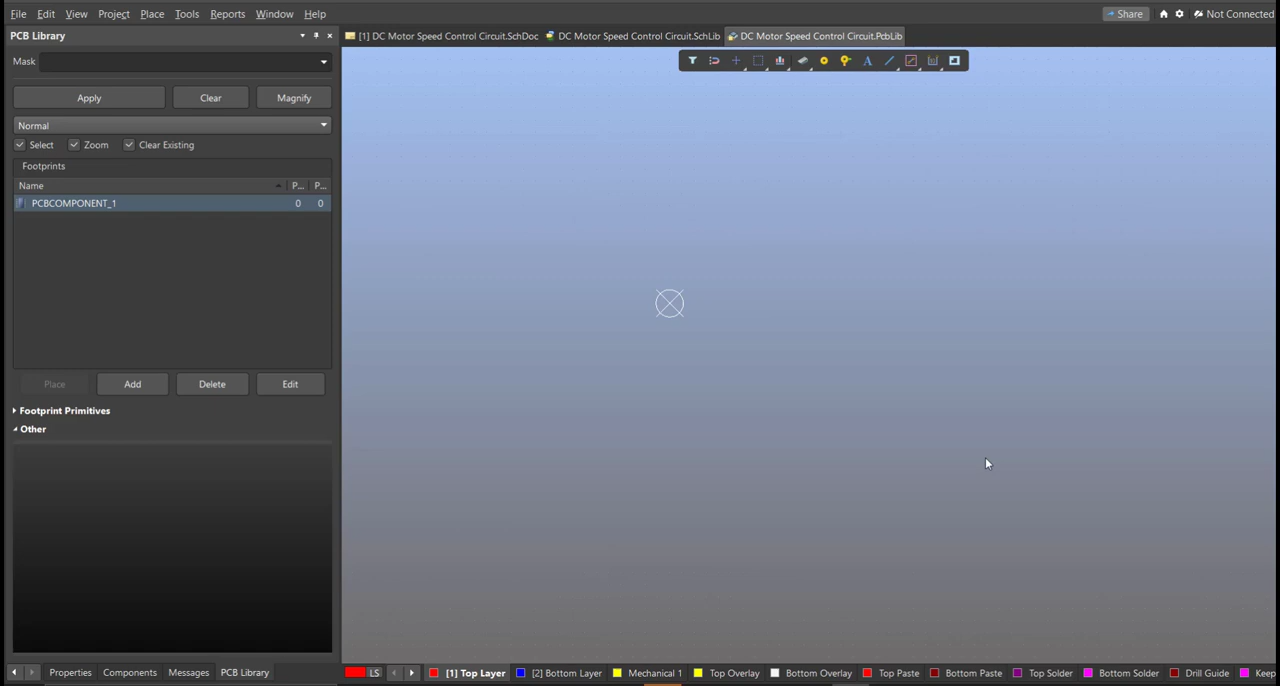 File Edit View Project Place Tools Reports Window Help Share Not Connected
PCB Library
[1] DC Motor Speed Control Circuit.SchDoc DC Motor Speed Control Circuit.SchLib DC Motor Speed Control Circuit.PcbLib
Mask
Apply Clear Magnify
Normal
Select Zoom Clear Existing
Footprints
Name P... P...
PCBCOMPONENT_1 0 0
Place Add Delete Edit
Footprint Primitives
Other
Properties Components Messages PCB Library LS [1] Top Layer [2] Bottom Layer Mechanical 1 Top Overlay Bottom Overlay Top Paste Bottom Paste Top Solder Bottom Solder Drill Guide Keep